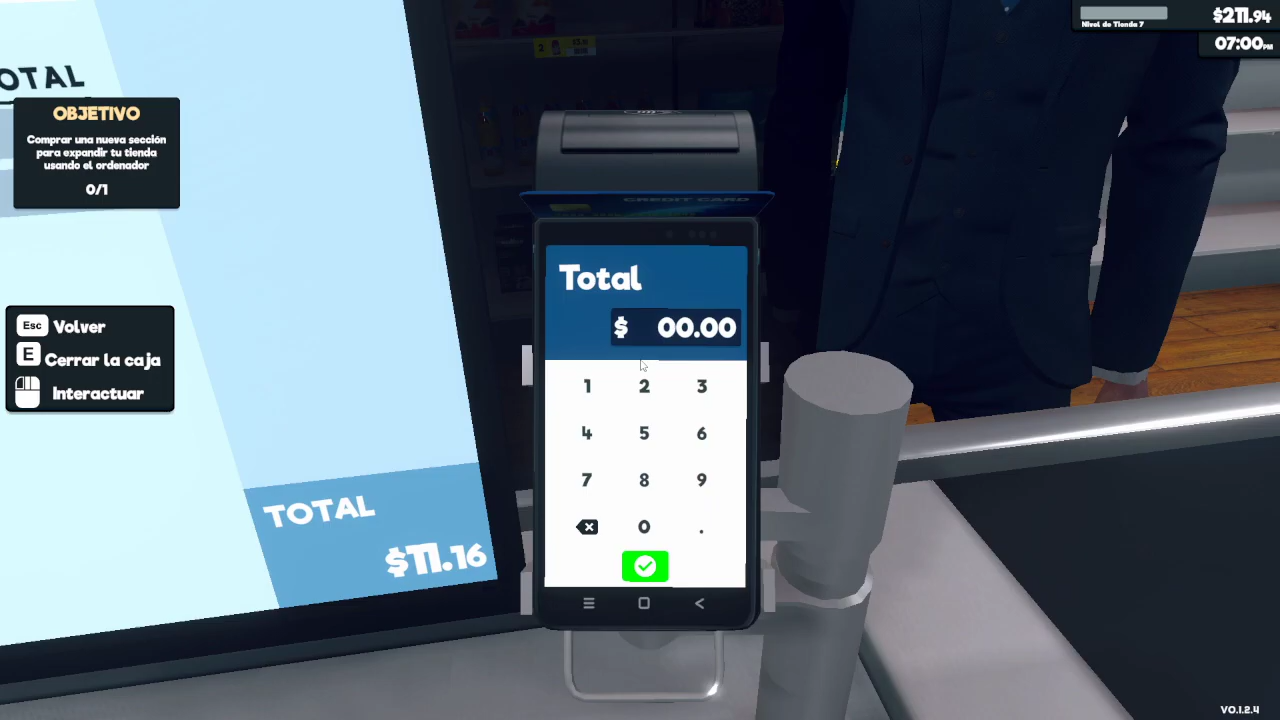 Nivel de Tienda 7
$211.94
07:00PM
OTAL
OBJETIVO
Comprar una nueva sección
para expandir tu tienda
usando el ordenador
0/1
Esc Volver
E Cerrar la caja
Interactuar
CREDIT CARD
Total
$ 00.00
1 2 3
4 5 6
7 8 9
0 .
TOTAL
$11.16
V0.1.2.4